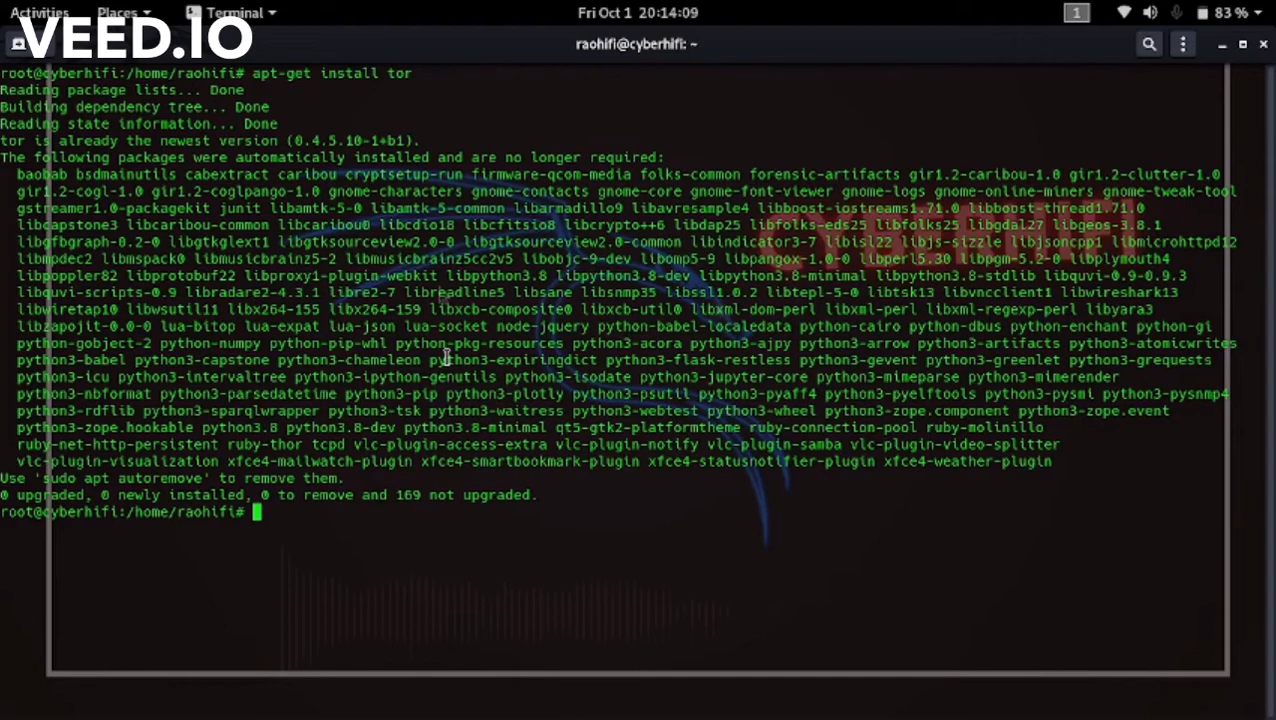 Activities Places Terminal Fri Oct 1 20:14:09 1 83 %
VEED.IO
raohifi@cyberhifi: ~
root@cyberhifi:/home/raohifi# apt-get install tor
Reading package lists... Done
Building dependency tree... Done
Reading state information... Done
tor is already the newest version (0.4.5.10-1+b1).
The following packages were automatically installed and are no longer required:
baobab bsdmainutils cabextract caribou cryptsetup-run firmware-qcom-media folks-common forensic-artifacts gir1.2-caribou-1.0 gir1.2-clutter-1.0
gir1.2-cogl-1.0 gir1.2-coglpango-1.0 gnome-characters gnome-contacts gnome-core gnome-font-viewer gnome-logs gnome-online-miners gnome-tweak-tool
gstreamer1.0-packagekit junit libamtk-5-0 libamtk-5-common libarmadillo9 libavresample4 libboost-iostreams1.71.0 libboost-thread1.71.0
libcapstone3 libcaribou-common libcaribou0 libcdio18 libcfitsio8 libcrypto++6 libdap25 libfolks-eds25 libfolks25 libgdal27 libgeos-3.8.1
libgfbgraph-0.2-0 libgtkglext1 libgtksourceview2.0-0 libgtksourceview2.0-common libindicator3-7 libisl22 libjs-sizzle libjsoncpp1 libmicrohttpd12
libmpdec2 libmspack0 libmusicbrainz5-2 libmusicbrainz5cc2v5 libobjc-9-dev libomp5-9 libpangox-1.0-0 libperl5.30 libpgm-5.2-0 libplymouth4
libpoppler82 libprotobuf22 libproxy1-plugin-webkit libpython3.8 libpython3.8-dev libpython3.8-minimal libpython3.8-stdlib libquvi-0.9-0.9.3
libquvi-scripts-0.9 libradare2-4.3.1 libre2-7 libreadline5 libsane libsnmp35 libssl1.0.2 libtepl-5-0 libtsk13 libvncclient1 libwireshark13
libwiretap10 libwsutil11 libx264-155 libx264-159 libxcb-composite0 libxcb-util0 libxml-dom-perl libxml-perl libxml-regexp-perl libyara3
libzapojit-0.0-0 lua-bitop lua-expat lua-json lua-socket node-jquery python-babel-localedata python-cairo python-dbus python-enchant python-gi
python-gobject-2 python-numpy python-pip-whl python-pkg-resources python3-acora python3-ajpy python3-arrow python3-artifacts python3-atomicwrites
python3-babel python3-capstone python3-chameleon python3-expiringdict python3-flask-restless python3-gevent python3-greenlet python3-grequests
python3-icu python3-intervaltree python3-ipython-genutils python3-isodate python3-jupyter-core python3-mimeparse python3-mimerender
python3-nbformat python3-parsedatetime python3-pip python3-plotly python3-psutil python3-pyaff4 python3-pyelftools python3-pysmi python3-pysnmp4
python3-rdflib python3-sparqlwrapper python3-tsk python3-waitress python3-webtest python3-wheel python3-zope.component python3-zope.event
python3-zope.hookable python3.8 python3.8-dev python3.8-minimal qt5-gtk2-platformtheme ruby-connection-pool ruby-molinillo
ruby-net-http-persistent ruby-thor tcpd vlc-plugin-access-extra vlc-plugin-notify vlc-plugin-samba vlc-plugin-video-splitter
vlc-plugin-visualization xfce4-mailwatch-plugin xfce4-smartbookmark-plugin xfce4-statusnotifier-plugin xfce4-weather-plugin
Use 'sudo apt autoremove' to remove them.
0 upgraded, 0 newly installed, 0 to remove and 169 not upgraded.
root@cyberhifi:/home/raohifi#
CYBERHIFI